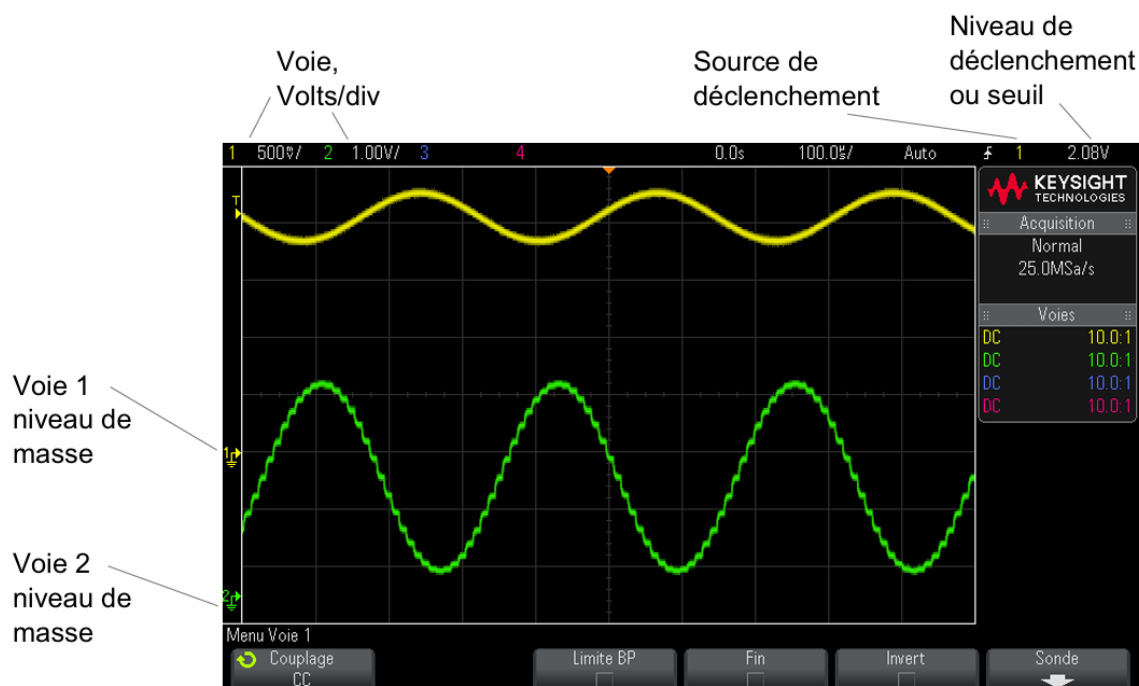 Niveau de
déclenchement
ou seuil
Voie,
Volts/div
Source de
déclenchement
1 500mV/ 2 1.00V/ 3 4 0.0s 100.0µs/ Auto 1 2.08V
T
KEYSIGHT
TECHNOLOGIES
Acquisition
Normal
25.0MSa/s
Voies
DC 10.0:1
DC 10.0:1
DC 10.0:1
DC 10.0:1
Voie 1
niveau de
masse
1
Voie 2
niveau de
masse
2
Menu Voie 1
Couplage
CC
Limite BP
Fin
Invert
Sonde